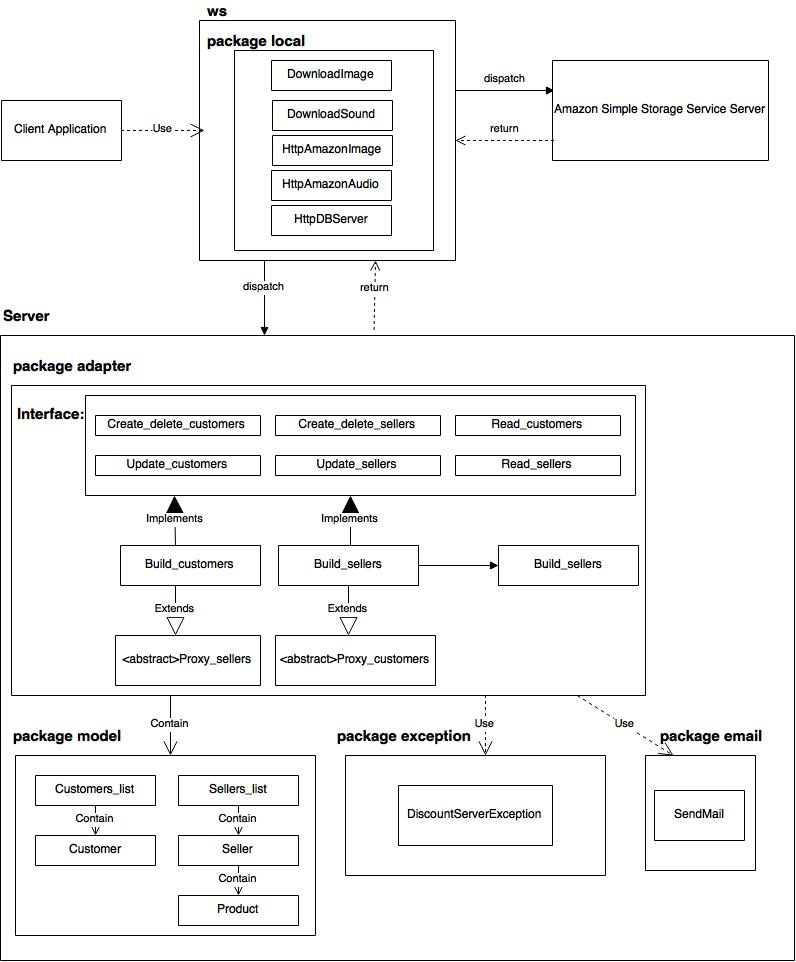 ws
package local
DownloadImage
DownloadSound
HttpAmazonImage
HttpAmazonAudio
HttpDBServer
Client Application
Use
dispatch
return
Amazon Simple Storage Service Server
dispatch
return
Server
package adapter
Interface:
Create_delete_customers
Create_delete_sellers
Read_customers
Update_customers
Update_sellers
Read_sellers
Implements
Implements
Build_customers
Build_sellers
Build_sellers
Extends
Extends
<abstract>Proxy_sellers
<abstract>Proxy_customers
Contain
Use
Use
package model
package exception
package email
Customers_list
Sellers_list
Contain
Contain
Customer
Seller
Contain
Product
DiscountServerException
SendMail